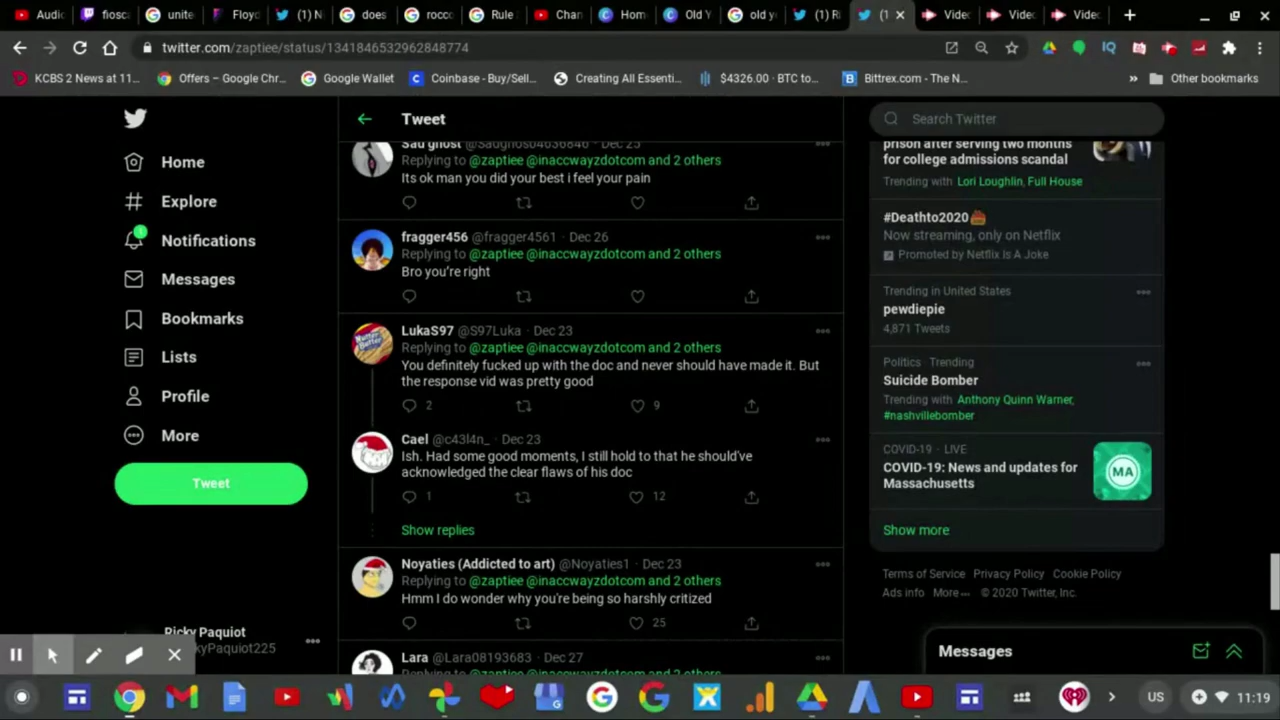 Audic
fiosca
unite
Floyd
(1) N
does
rocco
Rule
Chan
Hom
Old Y
old y
(1) Ri
(1
Video
Video
Video
twitter.com/zaptiee/status/1341846532962848774
KCBS 2 News at 11...
Offers – Google Chr...
Google Wallet
Coinbase - Buy/Sell...
Creating All Essenti...
$4326.00 · BTC to...
Bittrex.com - The N...
»
Other bookmarks
Home
Explore
Notifications
Messages
Bookmarks
Lists
Profile
More
Tweet
Ricky Paquiot
kyPaquiot225
Tweet
Sad ghost @Sadghosb4636846 · Dec 25
Replying to @zaptiee @inaccwayzdotcom and 2 others
Its ok man you did your best i feel your pain
fragger456 @fragger4561 · Dec 26
Replying to @zaptiee @inaccwayzdotcom and 2 others
Bro you're right
LukaS97 @S97Luka · Dec 23
Replying to @zaptiee @inaccwayzdotcom and 2 others
You definitely fucked up with the doc and never should have made it. But
the response vid was pretty good
2 9
Cael @c43l4n_ · Dec 23
Ish. Had some good moments, I still hold to that he should've
acknowledged the clear flaws of his doc
1 12
Show replies
Noyaties (Addicted to art) @Noyaties1 · Dec 23
Replying to @zaptiee @inaccwayzdotcom and 2 others
Hmm I do wonder why you're being so harshly critized
25
Lara @Lara08193683 · Dec 27
Replying to @zaptiee @inaccwayzdotcom and 2 others
Search Twitter
prison after serving two months
for college admissions scandal
Trending with Lori Loughlin, Full House
#Deathto2020
Now streaming, only on Netflix
Promoted by Netflix Is A Joke
Trending in United States
pewdiepie
4,871 Tweets
Politics · Trending
Suicide Bomber
Trending with Anthony Quinn Warner,
#nashvillebomber
COVID-19 · LIVE
COVID-19: News and updates for
Massachusetts
MA
Show more
Terms of Service Privacy Policy Cookie Policy
Ads info More © 2020 Twitter, Inc.
Messages
US
11:19